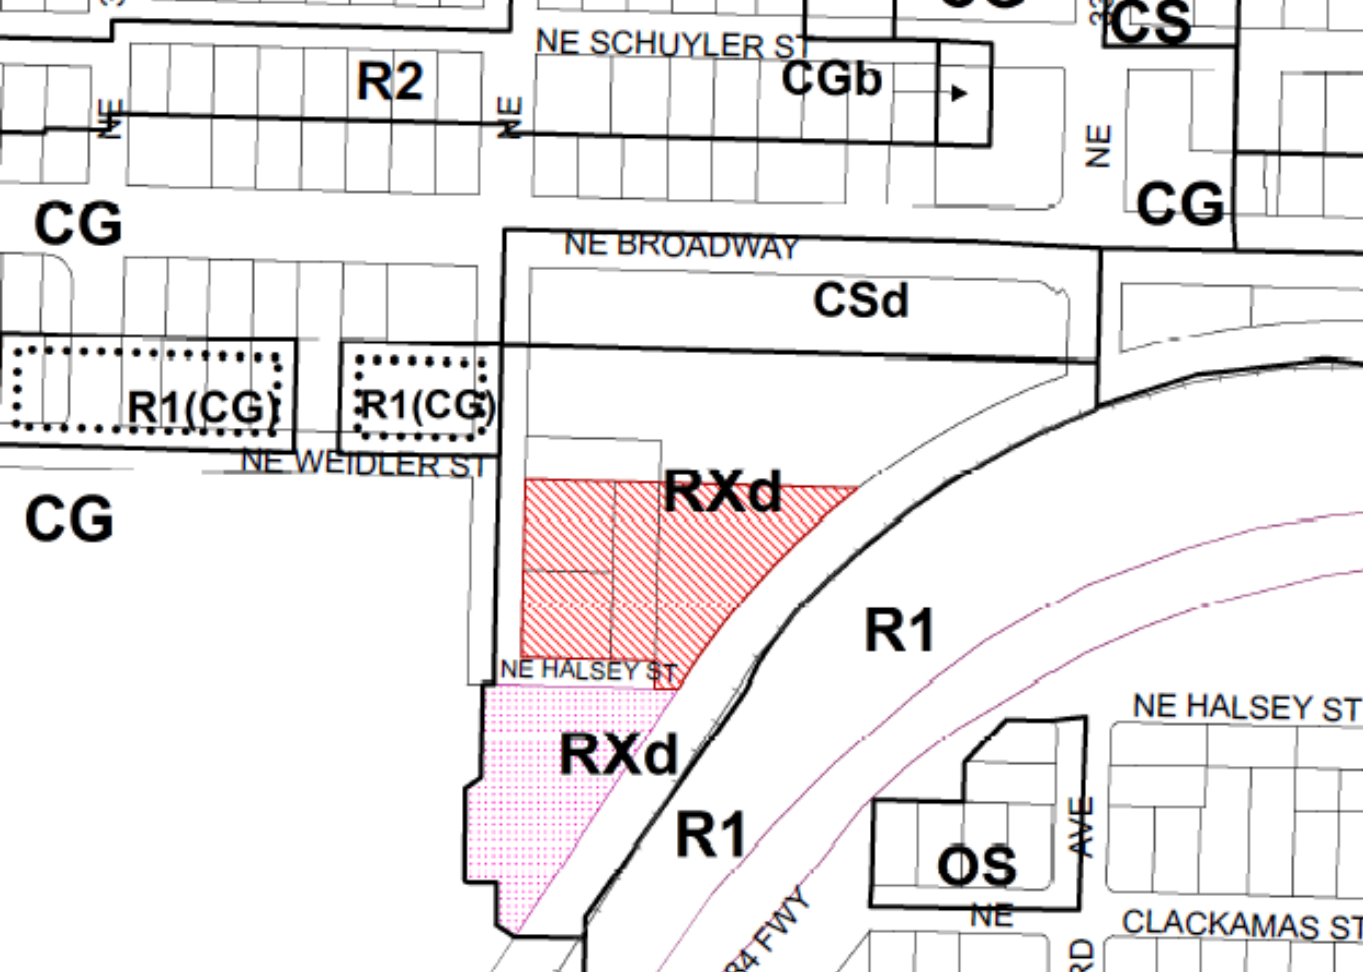 CS
NE SCHUYLER ST
R2
CGb
NE
NE
NE
CG
CG
NE BROADWAY
CSd
R1(CG)
R1(CG)
NE WEIDLER ST
CG
RXd
R1
NE HALSEY ST
NE HALSEY ST
RXd
R1
OS
AVE
NE
CLACKAMAS ST
84 FWY
RD